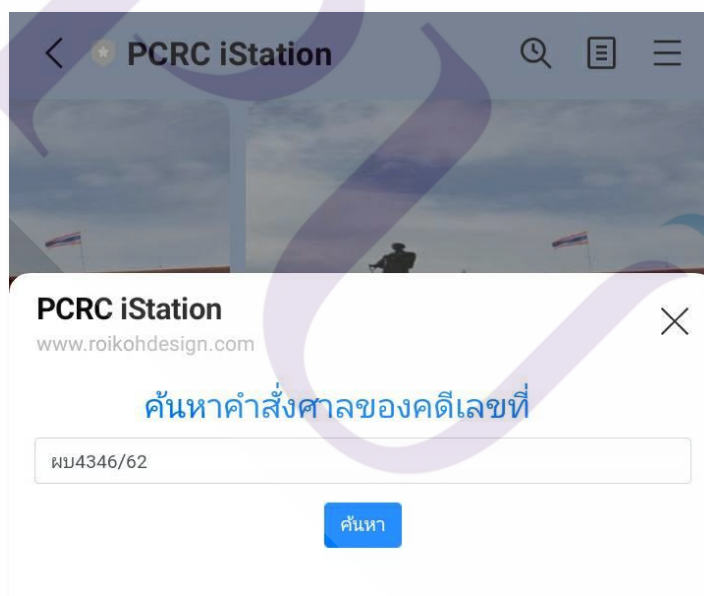 PCRC iStation
PCRC iStation
www.roikohdesign.com
ค้นหาคำสั่งศาลของคดีเลขที่
ผบ4346/62
ค้นหา